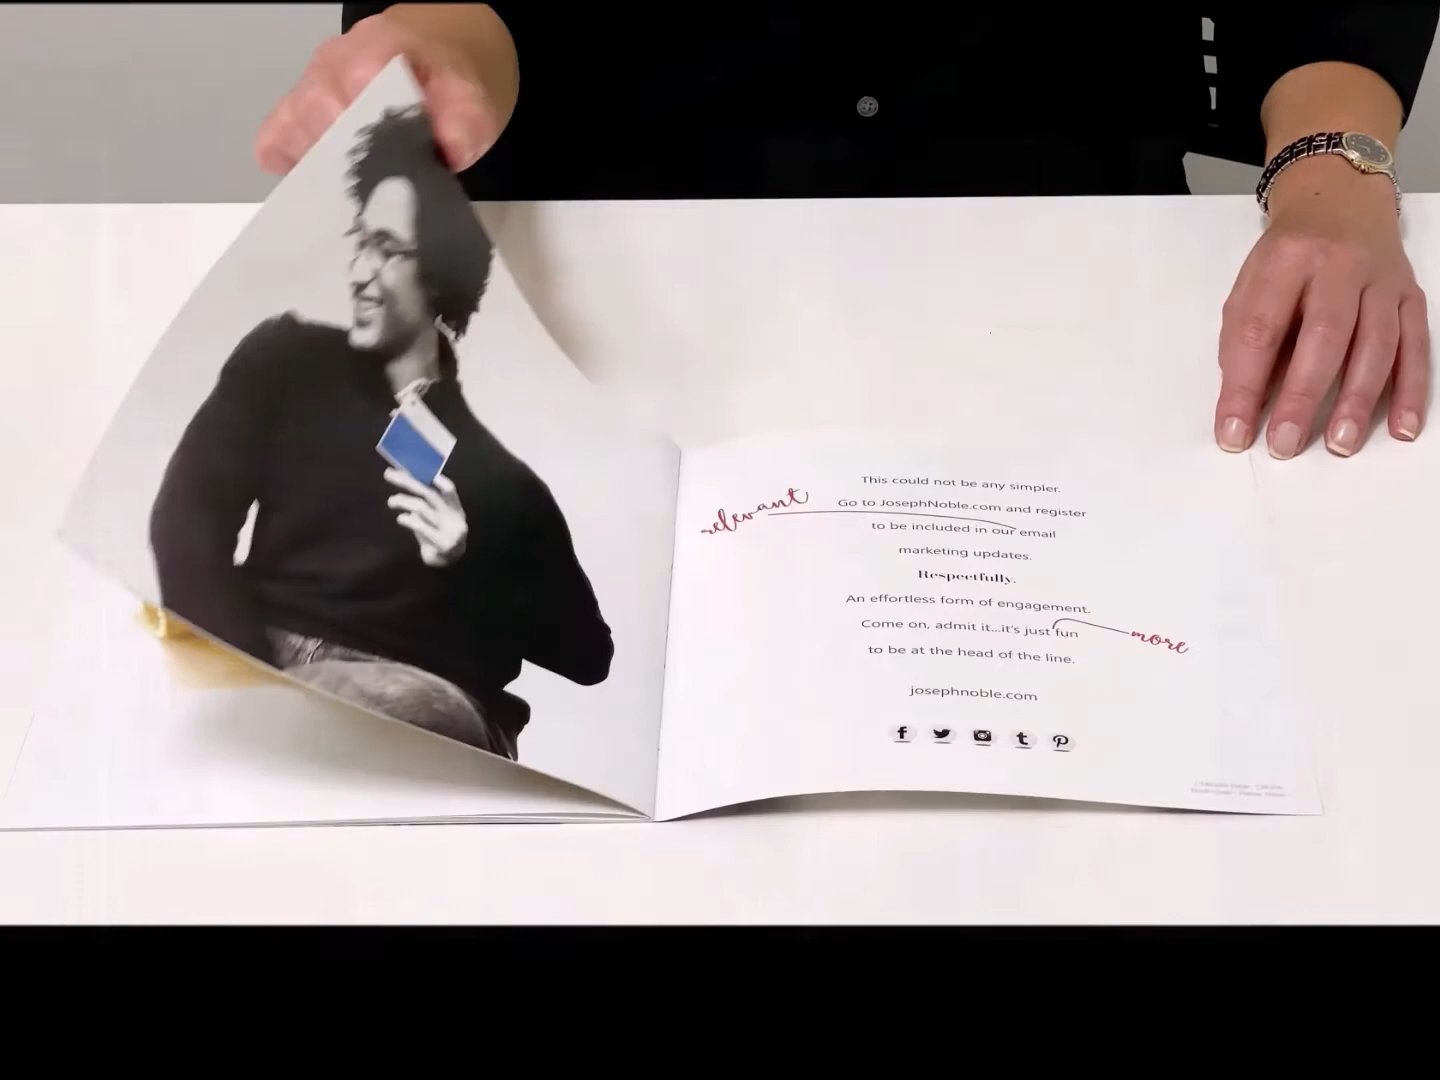 This could not be any simpler.
relevant
Go to JosephNoble.com and register
to be included in our email
marketing updates.
Respectfully.
An effortless form of engagement.
Come on, admit it...it's just fun
more
to be at the head of the line.
josephnoble.com